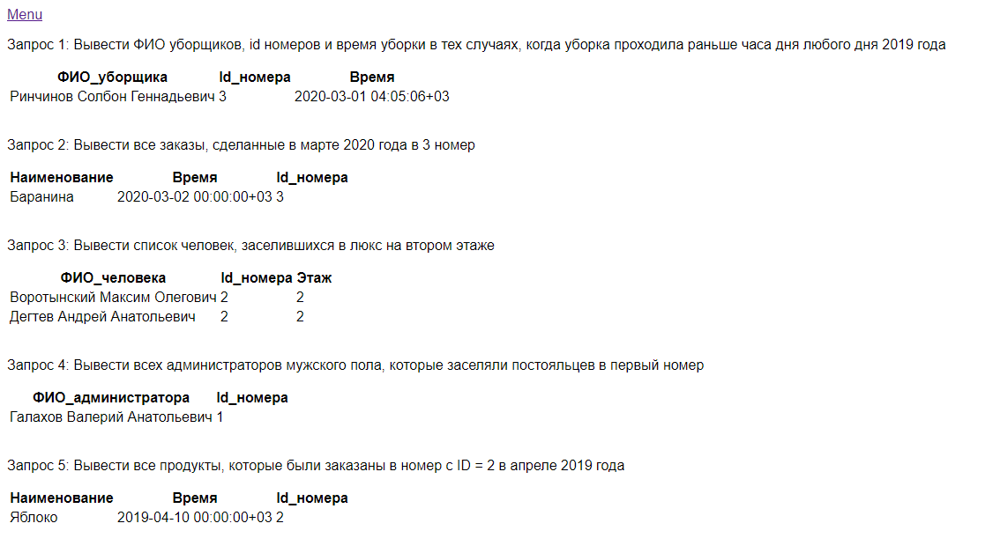 Menu
Запрос 1: Вывести ФИО уборщиков, id номеров и время уборки в тех случаях, когда уборка проходила раньше часа дня любого дня 2019 года
ФИО_уборщика Id_номера Время
Ринчинов Солбон Геннадьевич 3 2020-03-01 04:05:06+03
Запрос 2: Вывести все заказы, сделанные в марте 2020 года в 3 номер
Наименование Время Id_номера
Баранина 2020-03-02 00:00:00+03 3
Запрос 3: Вывести список человек, заселившихся в люкс на втором этаже
ФИО_человека Id_номера Этаж
Воротынский Максим Олегович 2 2
Дегтев Андрей Анатольевич 2 2
Запрос 4: Вывести всех администраторов мужского пола, которые заселяли постояльцев в первый номер
ФИО_администратора Id_номера
Галахов Валерий Анатольевич 1
Запрос 5: Вывести все продукты, которые были заказаны в номер с ID = 2 в апреле 2019 года
Наименование Время Id_номера
Яблоко 2019-04-10 00:00:00+03 2